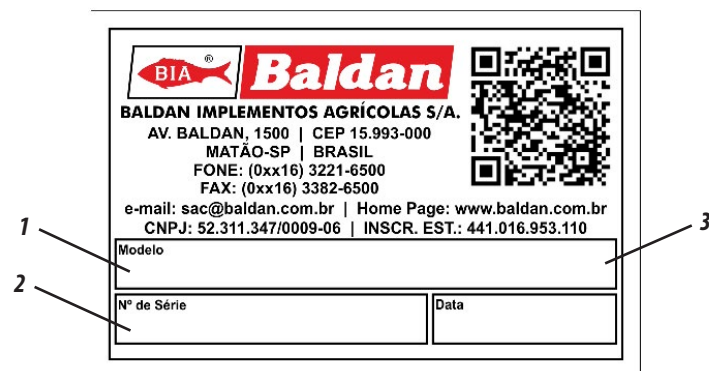 BIA ® Baldan
BALDAN IMPLEMENTOS AGRÍCOLAS S/A.
AV. BALDAN, 1500 | CEP 15.993-000
MATÃO-SP | BRASIL
FONE: (0xx16) 3221-6500
FAX: (0xx16) 3382-6500
e-mail: sac@baldan.com.br | Home Page: www.baldan.com.br
CNPJ: 52.311.347/0009-06 | INSCR. EST.: 441.016.953.110
1
Modelo
3
2
Nº de Série
Data